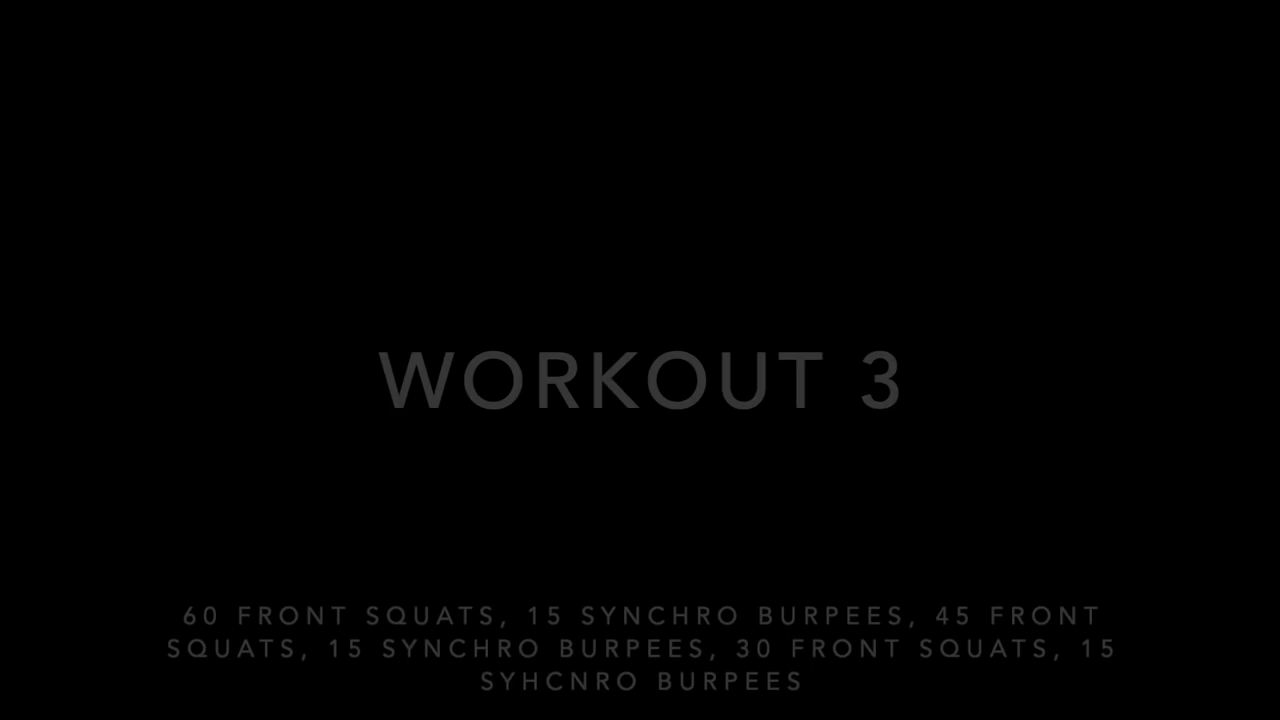 WORKOUT 3
60 FRONT SQUATS, 15 SYNCHRO BURPEES, 45 FRONT
SQUATS, 15 SYNCHRO BURPEES, 30 FRONT SQUATS, 15
SYHCNRO BURPEES